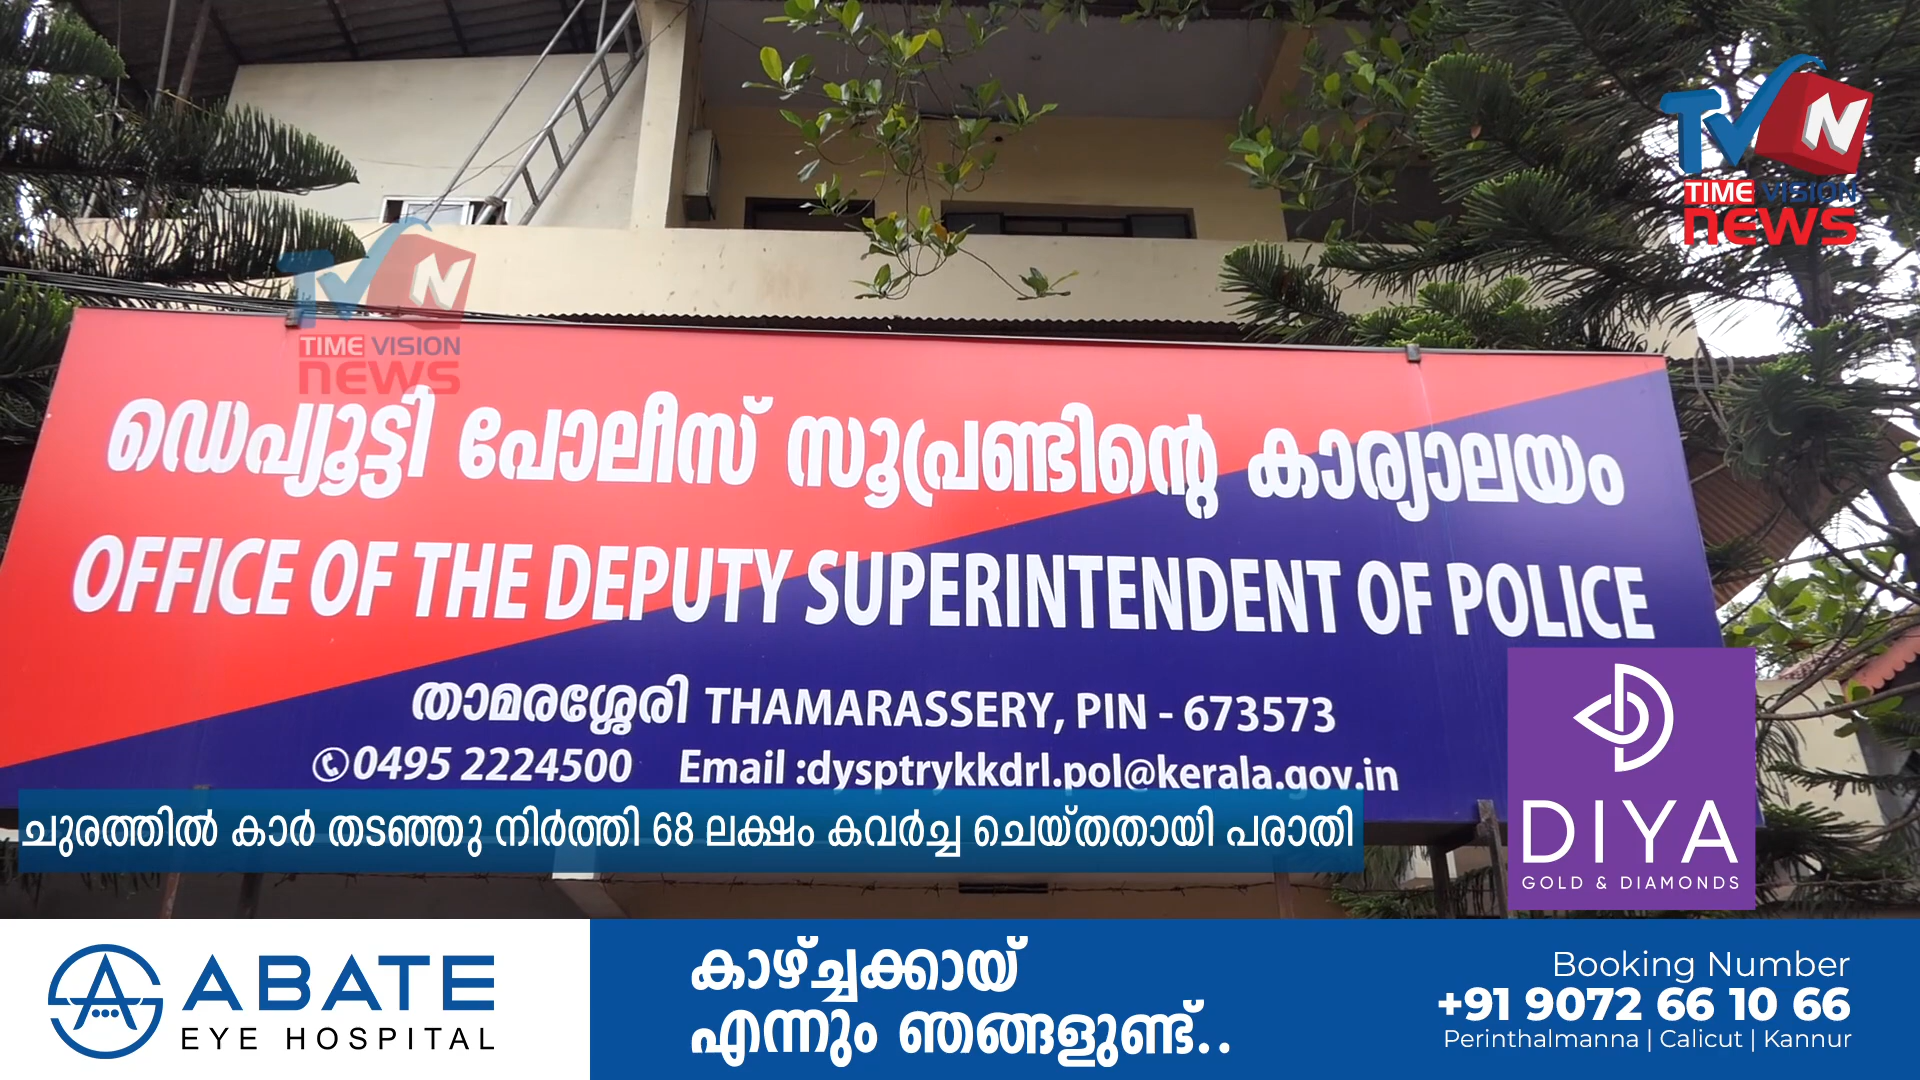 TVN
TIME VISION
NEWS
TVN
TIME VISION
NEWS
ഡെപ്യൂട്ടി പോലീസ് സൂപ്രണ്ടിന്റെ കാര്യാലയം
OFFICE OF THE DEPUTY SUPERINTENDENT OF POLICE
താമരശ്ശേരി THAMARASSERY, PIN - 673573
0495 2224500 Email :dysptrykkdrl.pol@kerala.gov.in
ചുരത്തിൽ കാർ തടഞ്ഞു നിർത്തി 68 ലക്ഷം കവർച്ച ചെയ്തതായി പരാതി
DIYA
GOLD & DIAMONDS
ABATE
EYE HOSPITAL
കാഴ്ച്ചക്കായ്
എന്നും ഞങ്ങളുണ്ട്..
Booking Number
+91 9072 66 10 66
Perinthalmanna | Calicut | Kannur